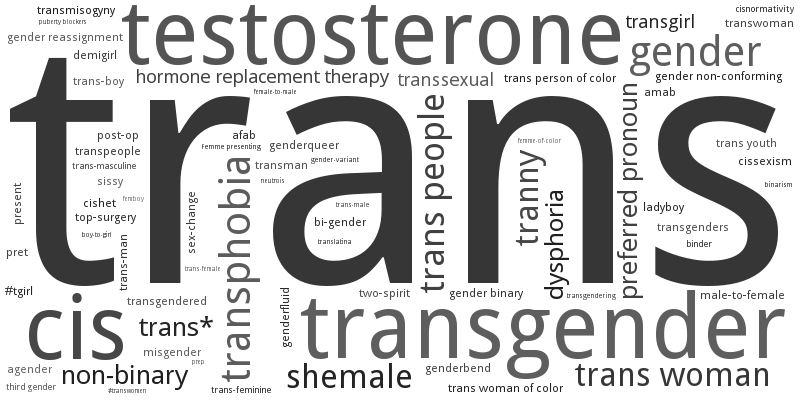 transmisogyny
testosterone
cisnormativity
puberty blockers
transgirl
transwoman
gender reassignment
gender
demigirl
trans-boy
hormone replacement therapy
transsexual
trans person of color
gender non-conforming
female-to-male
amab
trans
post-op
afab
transpeople
Femme presenting
genderqueer
trans people
femme-of-color
preferred pronoun
trans youth
trans-masculine
transphobia
transman
gender-variant
tranny
cissexism
sissy
neutrois
binarism
present
cishet
femboy
sex-change
trans-male
dysphoria
ladyboy
top-surgery
bi-gender
transgenders
boy-to-girl
trans-man
translatina
binder
pret
trans-female
#tgirl
transgendered
genderfluid
two-spirit
gender binary
transgendering
male-to-female
cis
trans*
transgender
misgender
prep
agender
non-binary
shemale
genderbend
trans woman
third gender
#transwomen
trans-feminine
trans woman of color